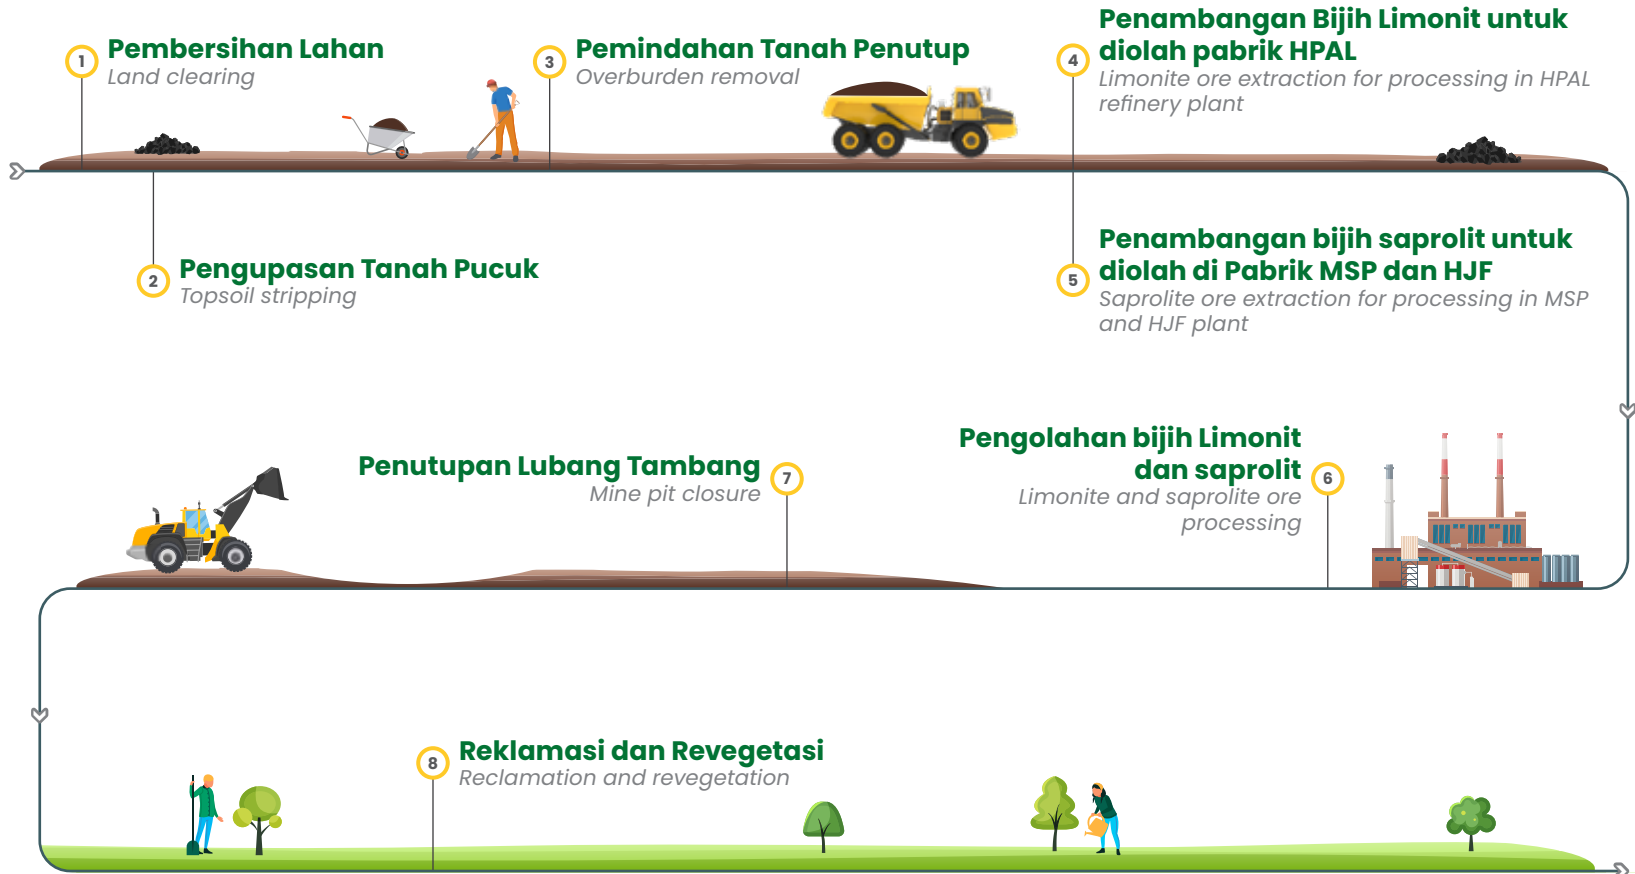 1
Pembersihan Lahan
Land clearing
2
Pengupasan Tanah Pucuk
Topsoil stripping
3
Pemindahan Tanah Penutup
Overburden removal
4
Penambangan Bijih Limonit untuk
diolah pabrik HPAL
Limonite ore extraction for processing in HPAL
refinery plant
5
Penambangan bijih saprolit untuk
diolah di Pabrik MSP dan HJF
Saprolite ore extraction for processing in MSP
and HJF plant
6
Pengolahan bijih Limonit
dan saprolit
Limonite and saprolite ore
processing
7
Penutupan Lubang Tambang
Mine pit closure
8
Reklamasi dan Revegetasi
Reclamation and revegetation